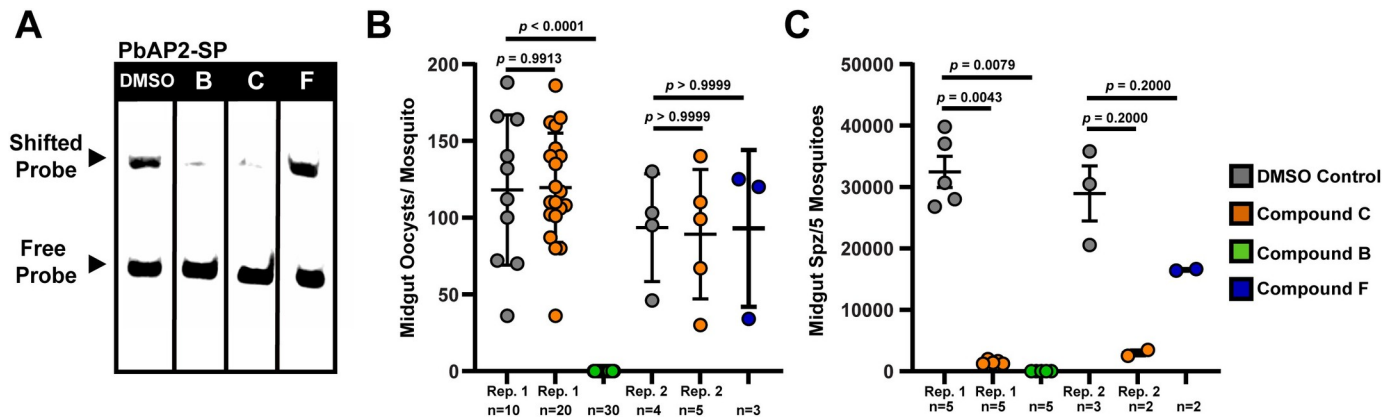 A
PbAP2-SP
DMSO B C F
Shifted
Probe
Free
Probe
B
p < 0.0001
p = 0.9913
p > 0.9999
p > 0.9999
Midgut Oocysts/ Mosquito
200
150
100
50
0
Rep. 1 Rep. 1 Rep. 2 Rep. 2
n=10 n=20 n=30 n=4 n=5 n=3
C
p = 0.0079
p = 0.0043
p = 0.2000
p = 0.2000
Midgut Spz/5 Mosquitoes
50000
40000
30000
20000
10000
0
Rep. 1 Rep. 1 Rep. 2 Rep. 2
n=5 n=5 n=5 n=3 n=2 n=2
DMSO Control
Compound C
Compound B
Compound F